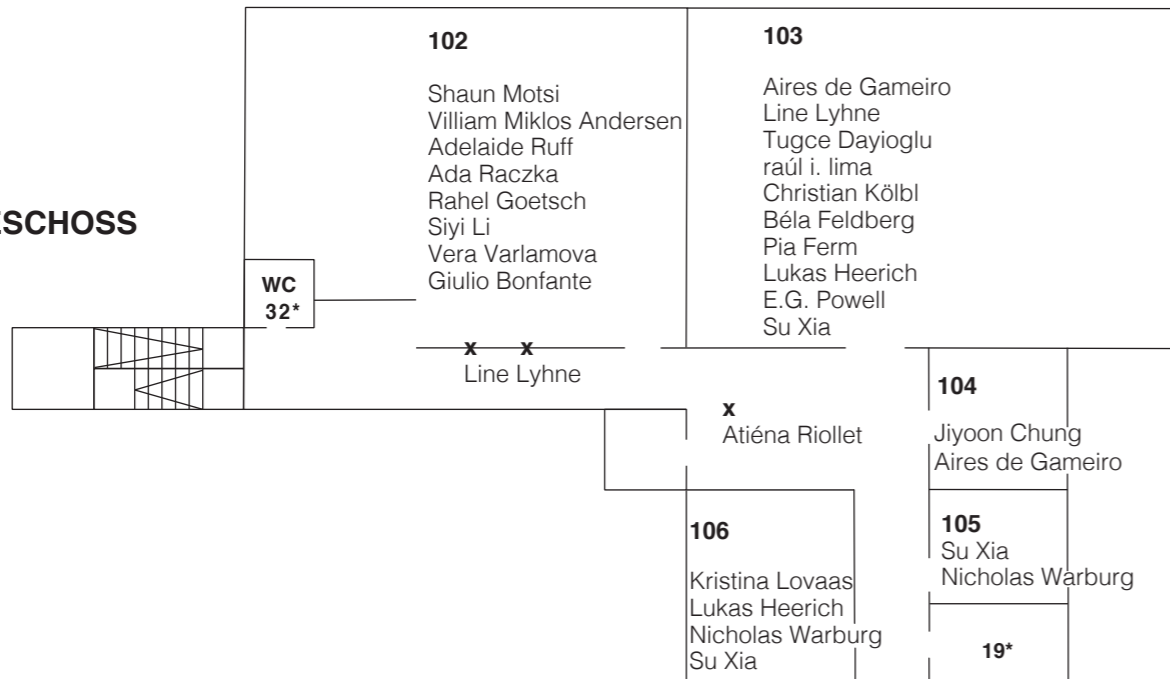 102
Shaun Motsi
Villiam Miklos Andersen
Adelaide Ruff
Ada Raczka
Rahel Goetsch
Siyi Li
Vera Varlamova
Giulio Bonfante
103
Aires de Gameiro
Line Lyhne
Tugce Dayioglu
raúl i. lima
Christian Kölbl
Béla Feldberg
Pia Ferm
Lukas Heerich
E.G. Powell
Su Xia
ESCHOSS
WC
32*
x x
Line Lyhne
x
Atiéna Riollet
104
Jiyoon Chung
Aires de Gameiro
105
Su Xia
Nicholas Warburg
106
Kristina Lovaas
Lukas Heerich
Nicholas Warburg
Su Xia
19*